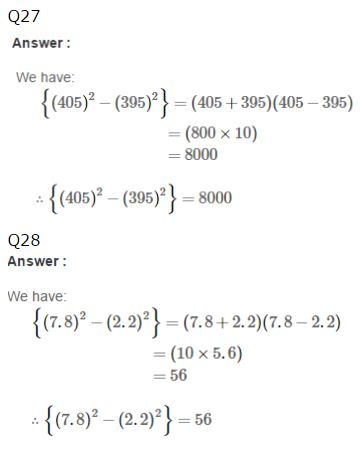 Q27
Answer :
We have:
{(405)² − (395)²} = (405 + 395)(405 − 395)
= (800 × 10)
= 8000
∴ {(405)² − (395)²} = 8000
Q28
Answer :
We have:
{(7.8)² − (2.2)²} = (7.8 + 2.2)(7.8 − 2.2)
= (10 × 5.6)
= 56
∴ {(7.8)² − (2.2)²} = 56